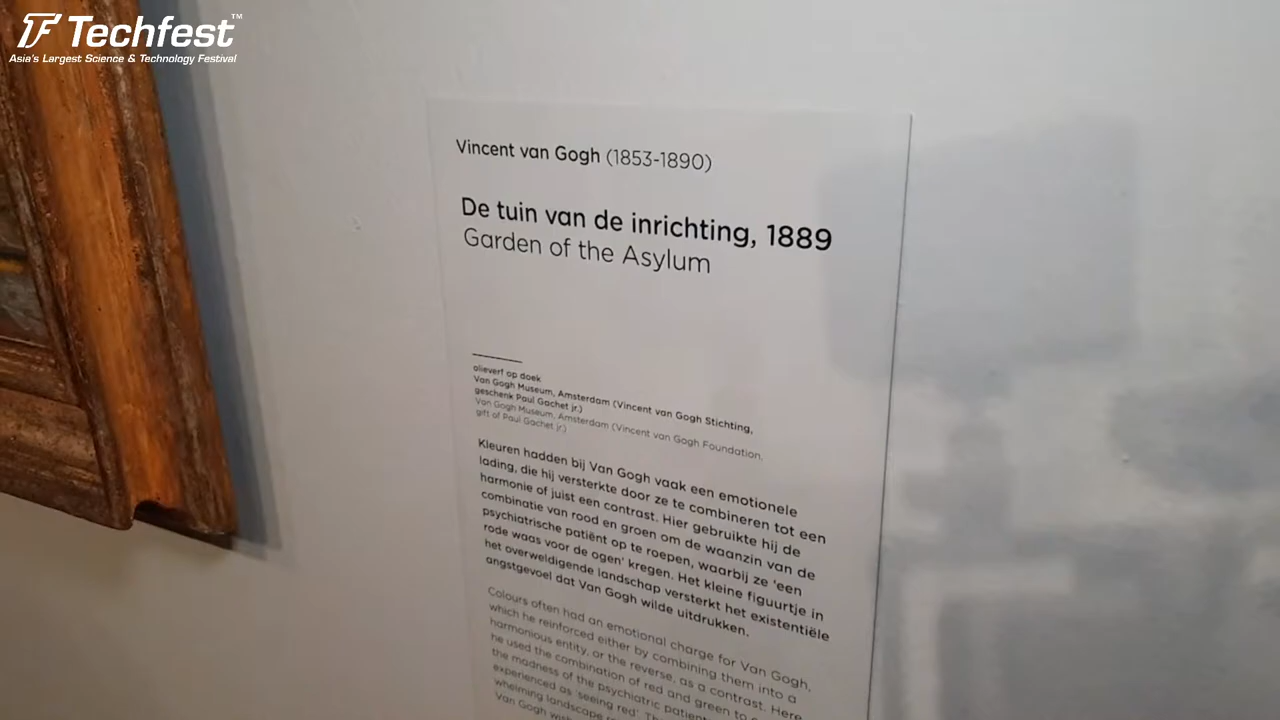 Techfest™
Asia's Largest Science & Technology Festival
Vincent van Gogh (1853-1890)
De tuin van de inrichting, 1889
Garden of the Asylum
olieverf op doek
Van Gogh Museum, Amsterdam (Vincent van Gogh Stichting,
geschenk Paul Gachet jr.)
Van Gogh Museum, Amsterdam (Vincent van Gogh Foundation,
gift of Paul Gachet jr.)
Kleuren hadden bij Van Gogh vaak een emotionele
lading, die hij versterkte door ze te combineren tot een
harmonie of juist een contrast. Hier gebruikte hij de
combinatie van rood en groen om de waanzin van de
psychiatrische patiënt op te roepen, waarbij ze 'een
rode waas voor de ogen' kregen. Het kleine figuurtje in
het overweldigende landschap versterkt het existentiële
angstgevoel dat Van Gogh wilde uitdrukken.
Colours often had an emotional charge for Van Gogh,
which he reinforced either by combining them into a
harmonious entity, or the reverse, as a contrast. Here
he used the combination of red and green to
the madness of the psychiatric
experienced as 'seeing red'.
whelming landscape
Van Gogh